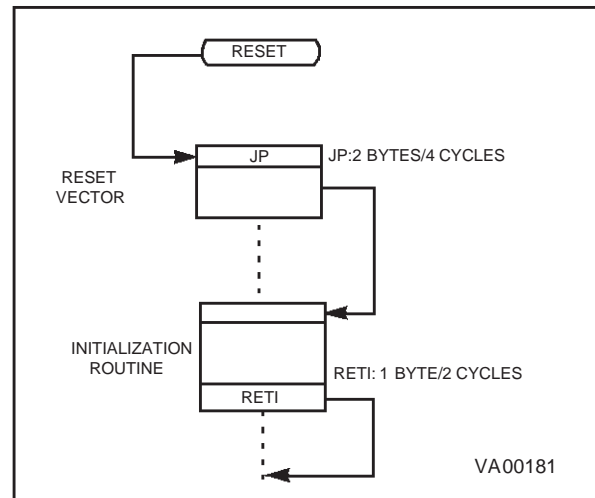 RESET
JP
JP:2 BYTES/4 CYCLES
RESET
VECTOR
INITIALIZATION
ROUTINE
RETI: 1 BYTE/2 CYCLES
RETI
VA00181